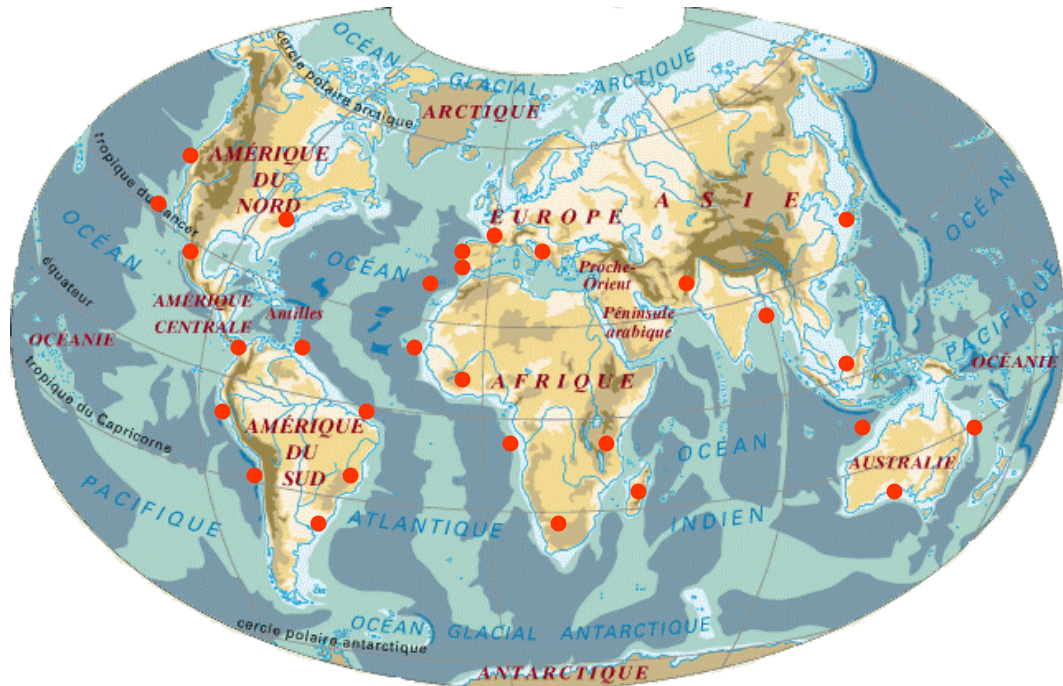 OCÉAN GLACIAL ARCTIQUE
cercle polaire arctique
ARCTIQUE
tropique du Cancer
AMÉRIQUE
DU
NORD
EUROPE
ASIE
OCÉAN
OCÉAN
OCÉAN
Proche-
Orient
équateur
AMÉRIQUE
CENTRALE
Antilles
Péninsule
arabique
PACIFIQUE
OCÉANIE
OCÉANIE
AFRIQUE
tropique du Capricorne
AMÉRIQUE
DU
SUD
OCÉAN
AUSTRALIE
PACIFIQUE
ATLANTIQUE
INDIEN
cercle polaire antarctique
OCÉAN GLACIAL ANTARCTIQUE
ANTARCTIQUE